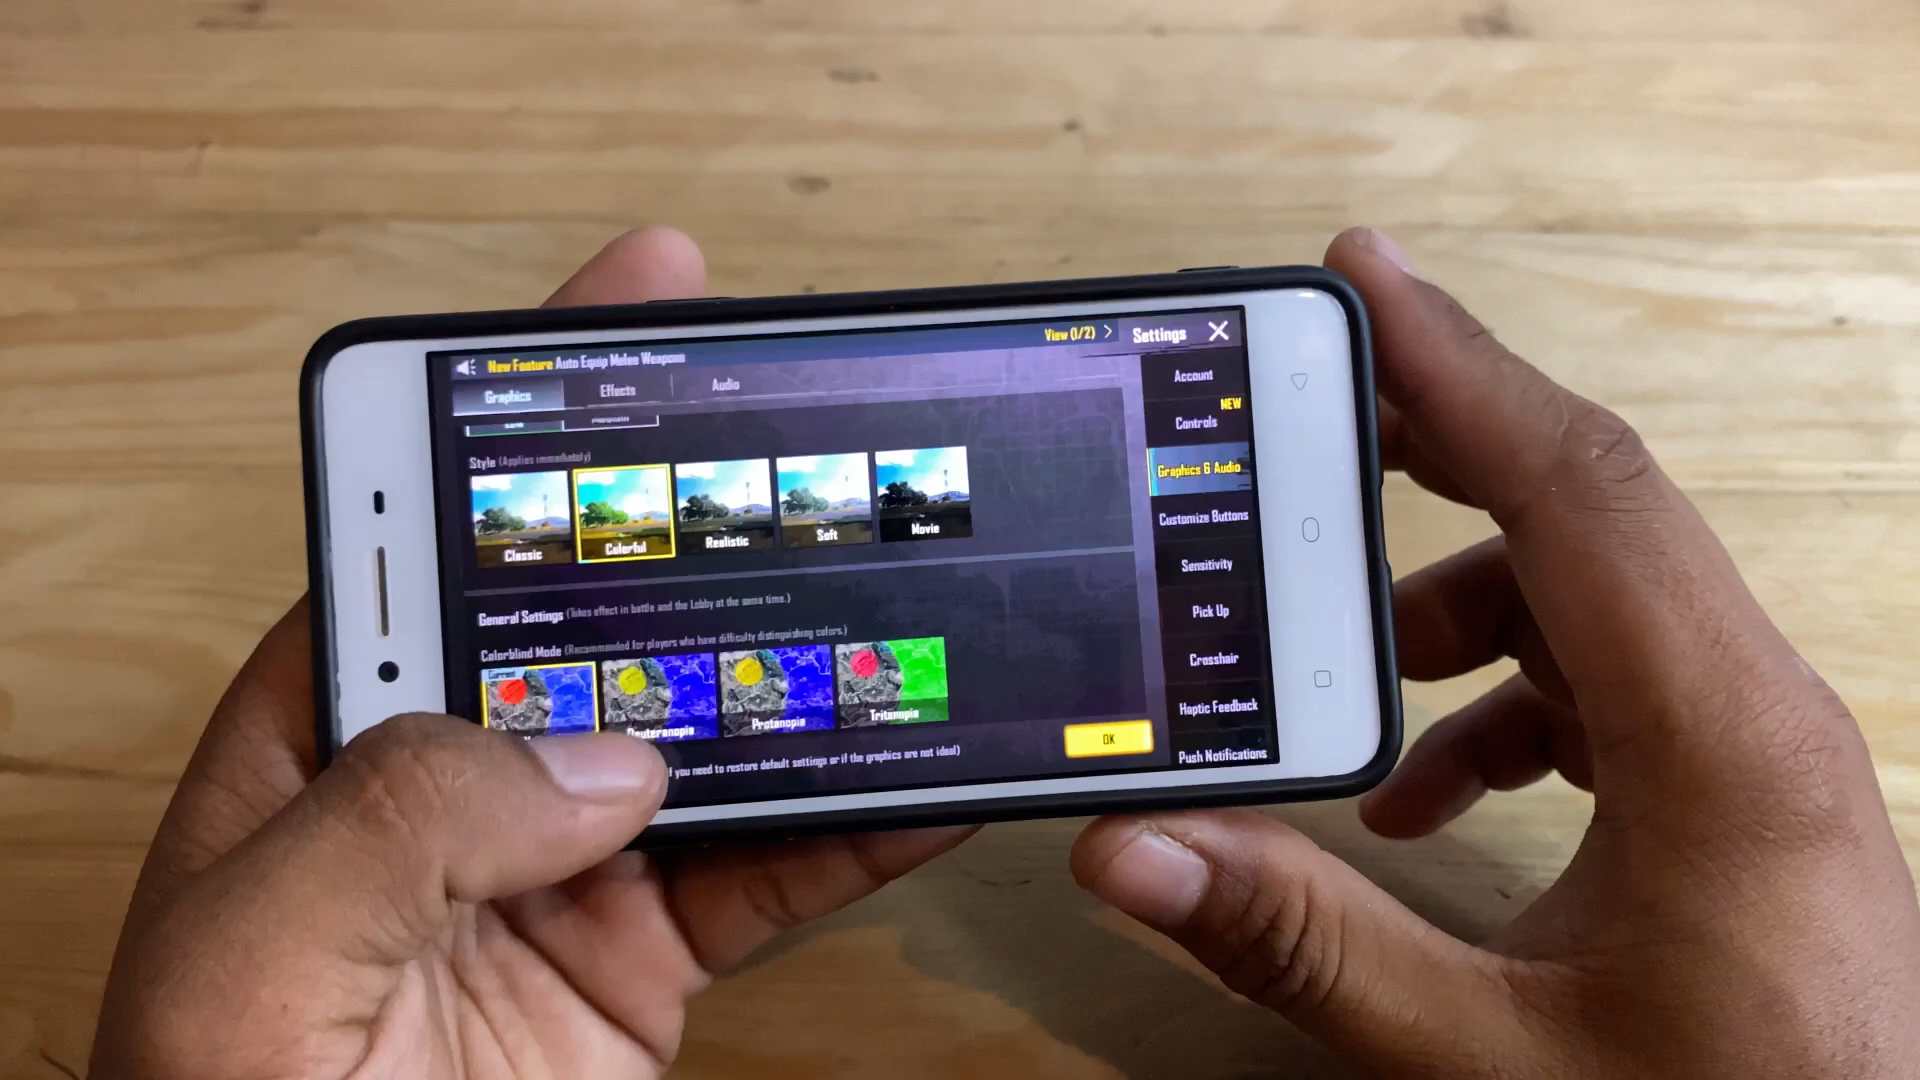 New Feature Auto Equip Melee Weapons
View (1/2) >
Settings X
Graphics
Effects
Audio
Style (Applies immediately)
Classic
Colorful
Realistic
Soft
Movie
General Settings (Takes effect in battle and the Lobby at the same time.)
Colorblind Mode (Recommended for players who have difficulty distinguishing colors.)
Current
Deuteranopia
Protanopia
Tritanopia
f you need to restore default settings or if the graphics are not ideal)
OK
Account
NEW
Controls
Graphics & Audio
Customize Buttons
Sensitivity
Pick Up
Crosshair
Haptic Feedback
Push Notifications